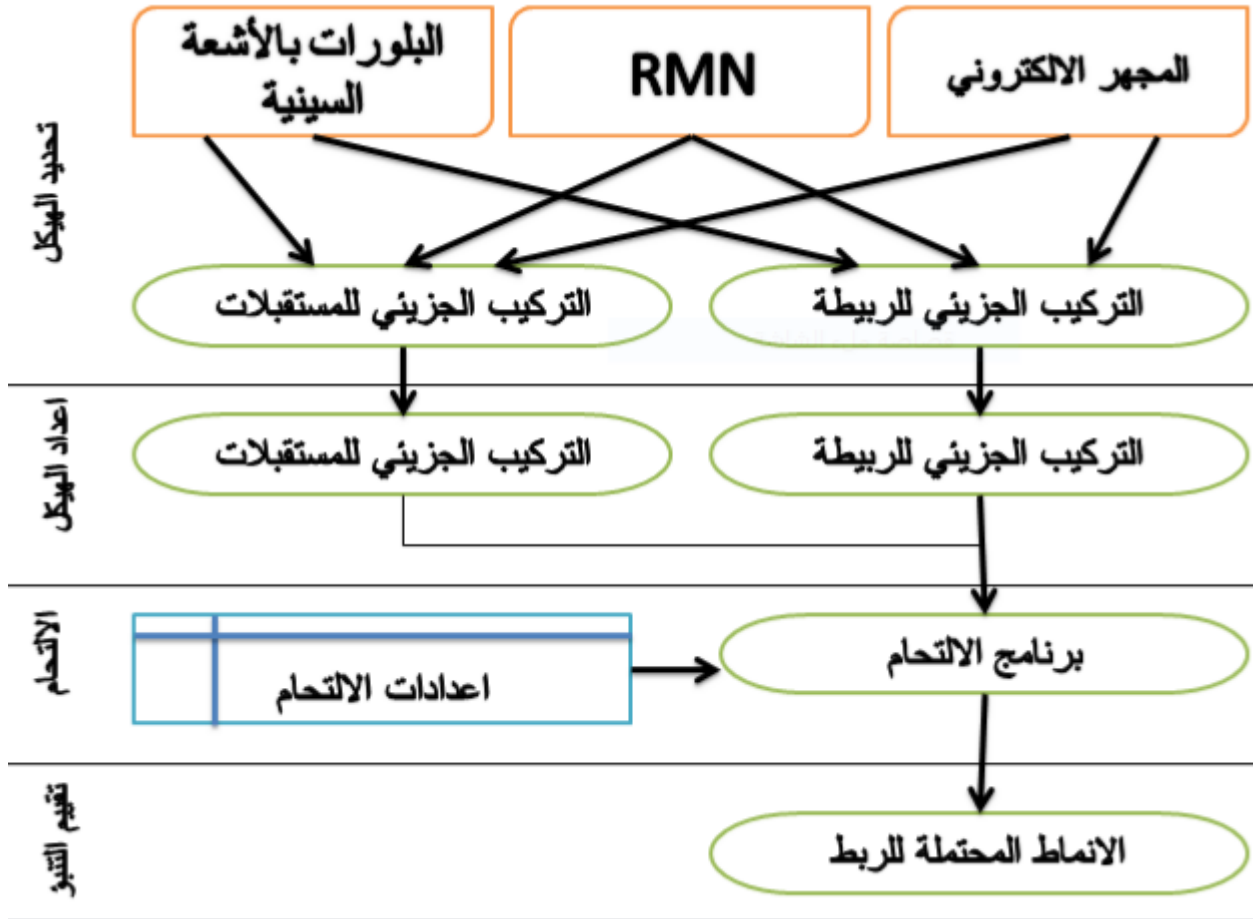 البلورات بالأشعة
السينية
RMN
المجهر الالكتروني
تحديد الهيكل
التركيب الجزيئي للمستقبلات
التركيب الجزيئي للربيطة
اعداد الهيكل
التركيب الجزيئي للمستقبلات
التركيب الجزيئي للربيطة
الالتحام
اعدادات الالتحام
برنامج الالتحام
تقييم التنبؤ
الانماط المحتملة للربط